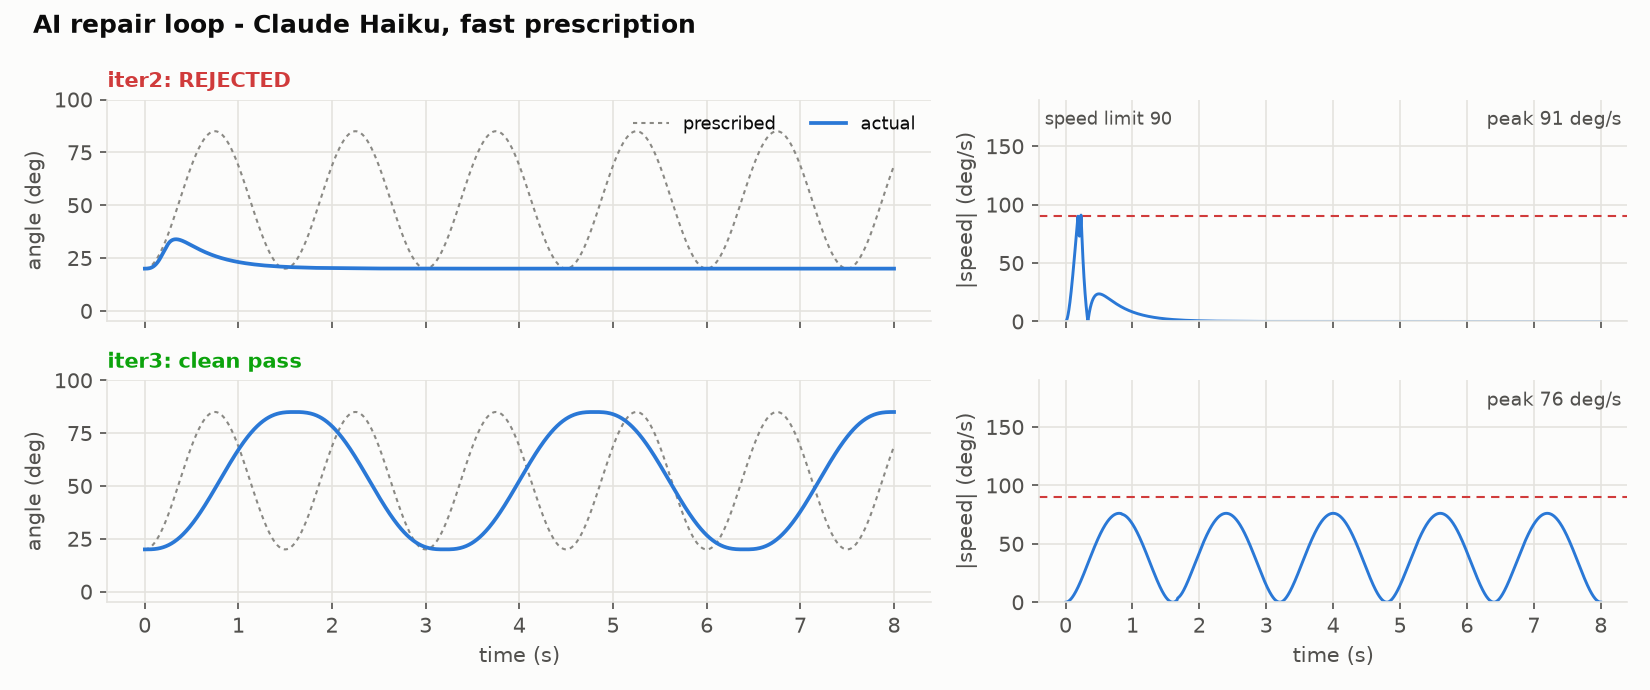 AI repair loop - Claude Haiku, fast prescription
iter2: REJECTED
100
75
50
25
0
angle (deg)
prescribed
actual
speed limit 90
peak 91 deg/s
150
100
50
0
|speed| (deg/s)
iter3: clean pass
100
75
50
25
0
angle (deg)
0 1 2 3 4 5 6 7 8
time (s)
peak 76 deg/s
150
100
50
0
|speed| (deg/s)
0 1 2 3 4 5 6 7 8
time (s)